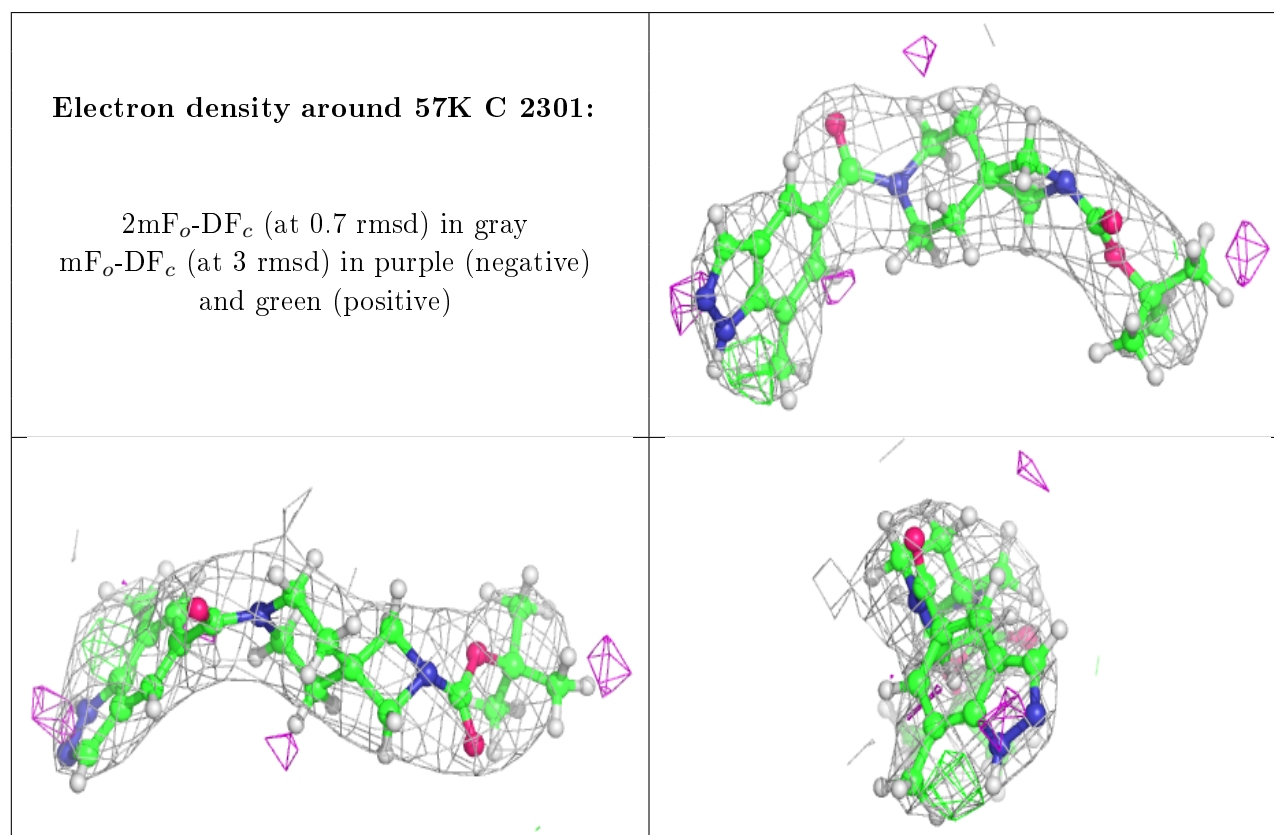 Electron density around 57K C 2301:
2mFo-DFc (at 0.7 rmsd) in gray
mFo-DFc (at 3 rmsd) in purple (negative)
and green (positive)